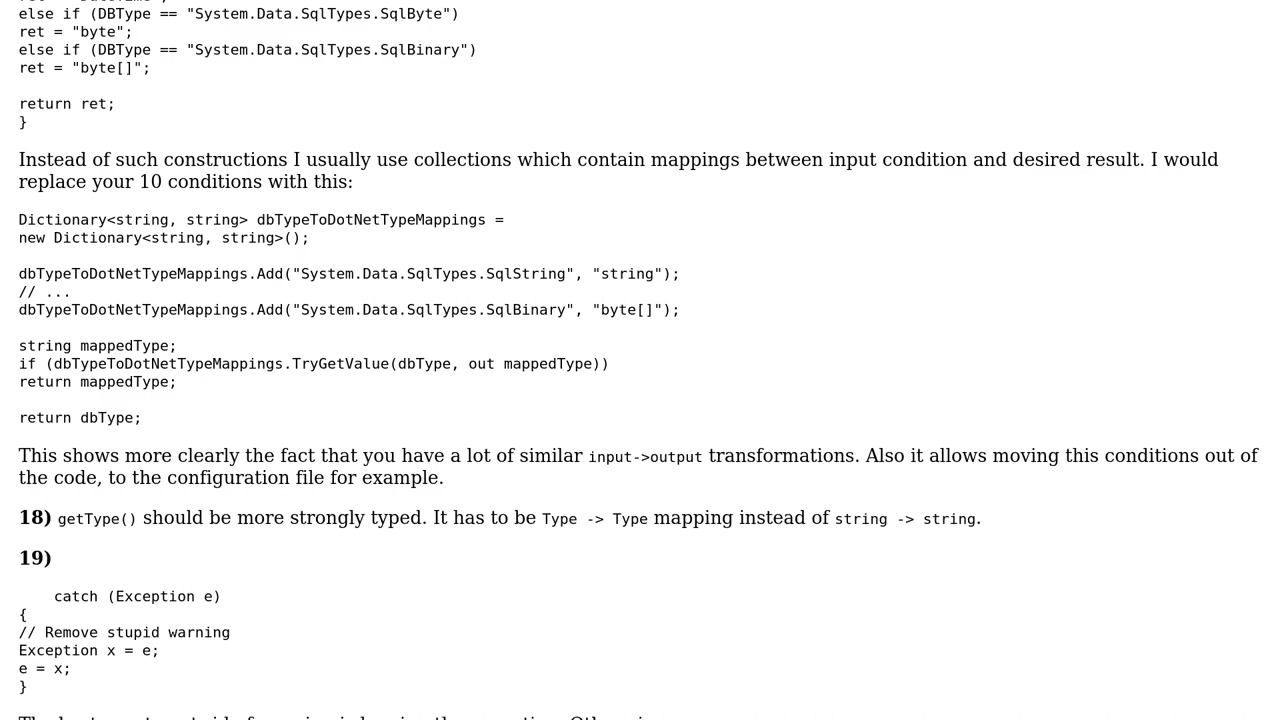 else if (DBType == "System.Data.SqlTypes.SqlByte")
ret = "byte";
else if (DBType == "System.Data.SqlTypes.SqlBinary")
ret = "byte[]";
return ret;
}
Instead of such constructions I usually use collections which contain mappings between input condition and desired result. I would
replace your 10 conditions with this:
Dictionary<string, string> dbTypeToDotNetTypeMappings =
new Dictionary<string, string>();
dbTypeToDotNetTypeMappings.Add("System.Data.SqlTypes.SqlString", "string");
// ...
dbTypeToDotNetTypeMappings.Add("System.Data.SqlTypes.SqlBinary", "byte[]");
string mappedType;
if (dbTypeToDotNetTypeMappings.TryGetValue(dbType, out mappedType))
return mappedType;
return dbType;
This shows more clearly the fact that you have a lot of similar input->output transformations. Also it allows moving this conditions out of
the code, to the configuration file for example.
18) getType() should be more strongly typed. It has to be Type -> Type mapping instead of string -> string.
19)
catch (Exception e)
{
// Remove stupid warning
Exception x = e;
e = x;
}